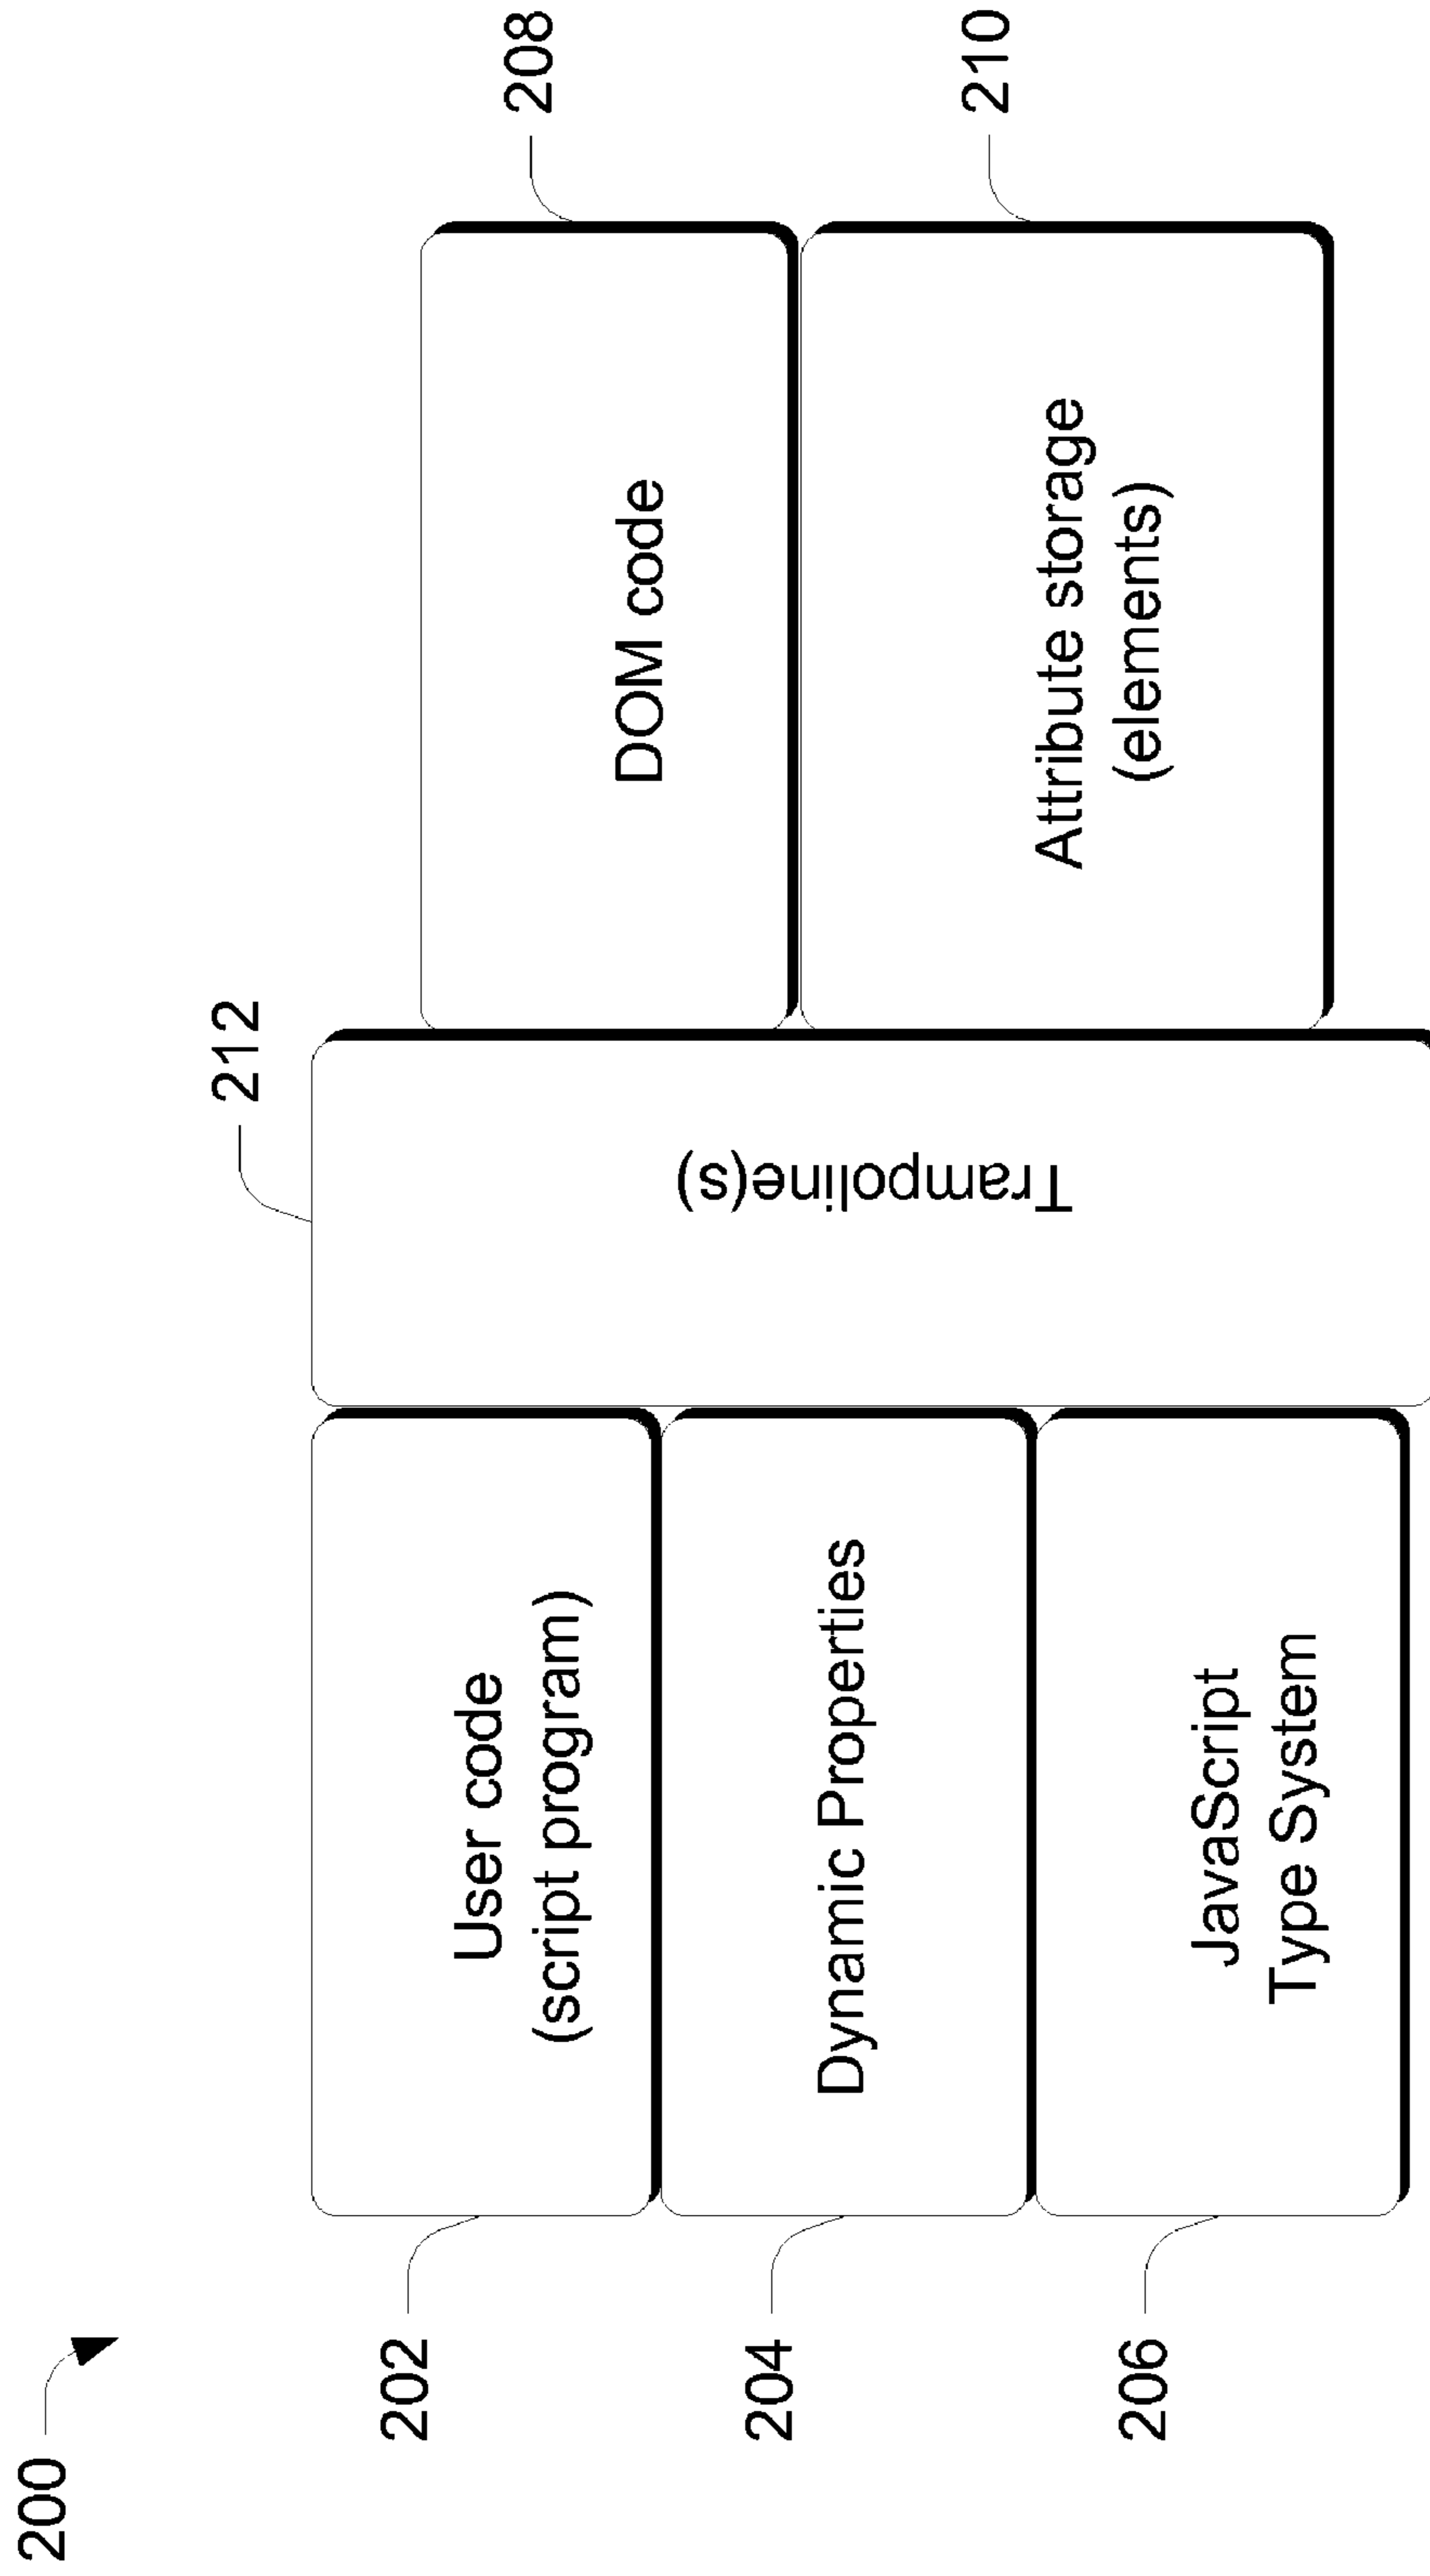 200
202
User code
(script program)
204
Dynamic Properties
206
JavaScript
Type System
212
Trampoline(s)
208
DOM code
210
Attribute storage
(elements)